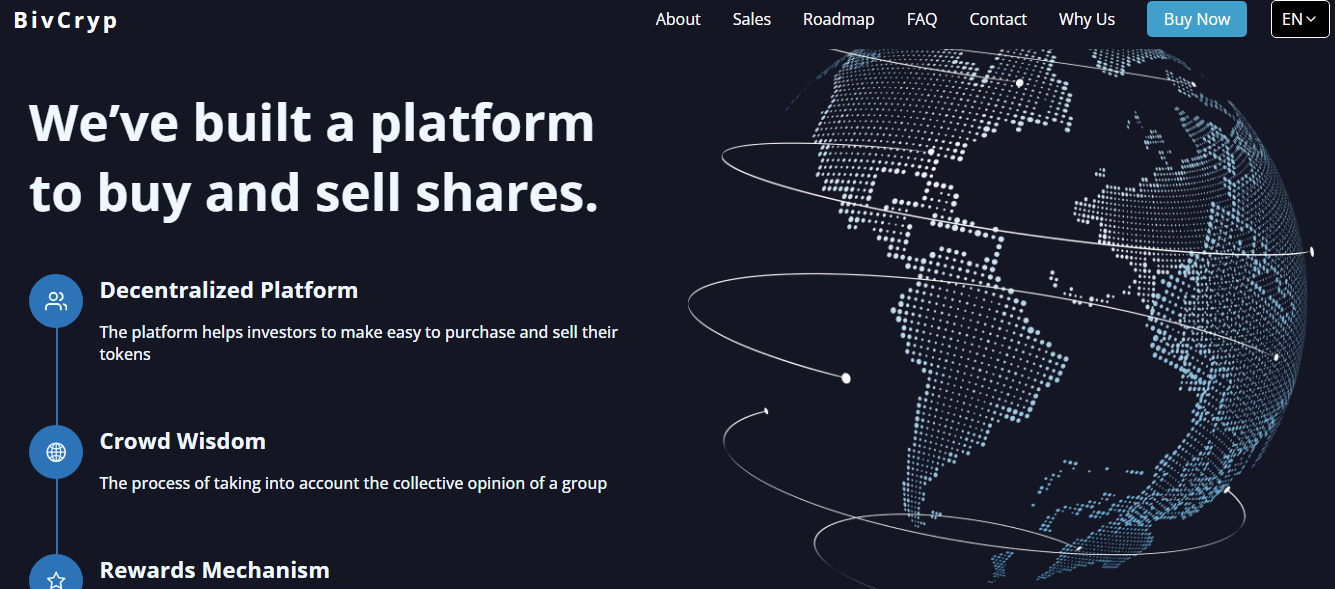 BivCryp
About Sales Roadmap FAQ Contact Why Us Buy Now EN
We’ve built a platform
to buy and sell shares.
Decentralized Platform
The platform helps investors to make easy to purchase and sell their
tokens
Crowd Wisdom
The process of taking into account the collective opinion of a group
Rewards Mechanism